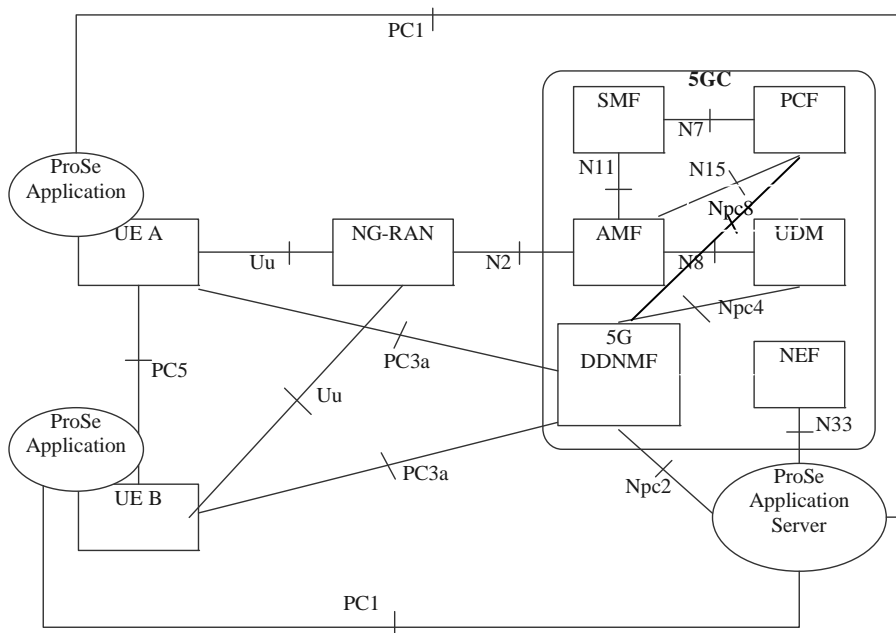 PC1
5GC
SMF
PCF
N7
ProSe
Application
N11
N15
Npc8
UE A
NG-RAN
AMF
UDM
Uu
N2
N8
Npc4
5G
DDNMF
NEF
PC3a
PC5
Uu
ProSe
Application
N33
PC3a
ProSe
Application
Server
Npc2
UE B
PC1